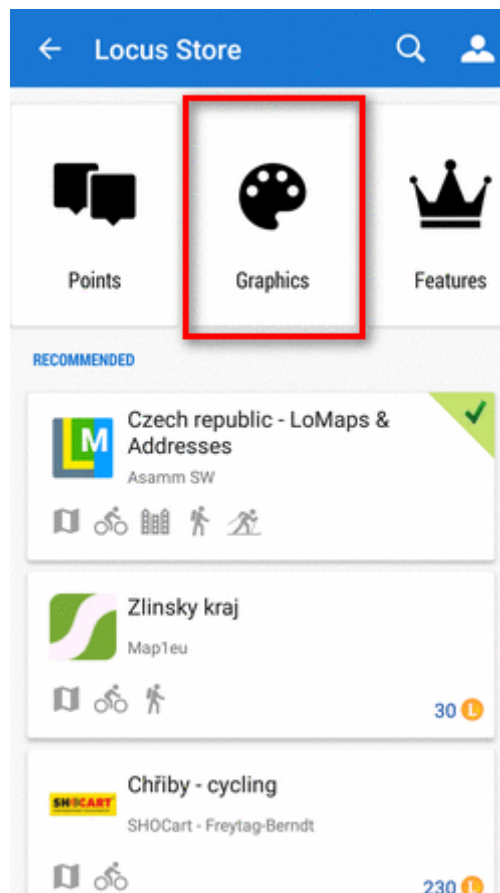 Locus Store
Points
Graphics
Features
RECOMMENDED
LM
Czech republic - LoMaps &
Addresses
Asamm SW
Zlinsky kraj
Map1eu
30 L
SHOCART
Chřiby - cycling
SHOCart - Freytag-Berndt
230 L